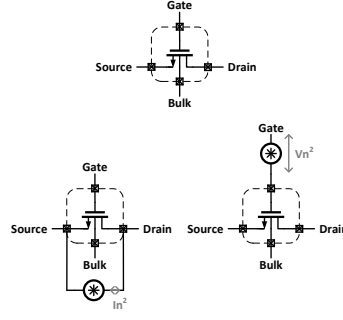 Gate
Source
Drain
Bulk
Gate
Source
Drain
Bulk
In²
Gate
Vn²
Source
Drain
Bulk